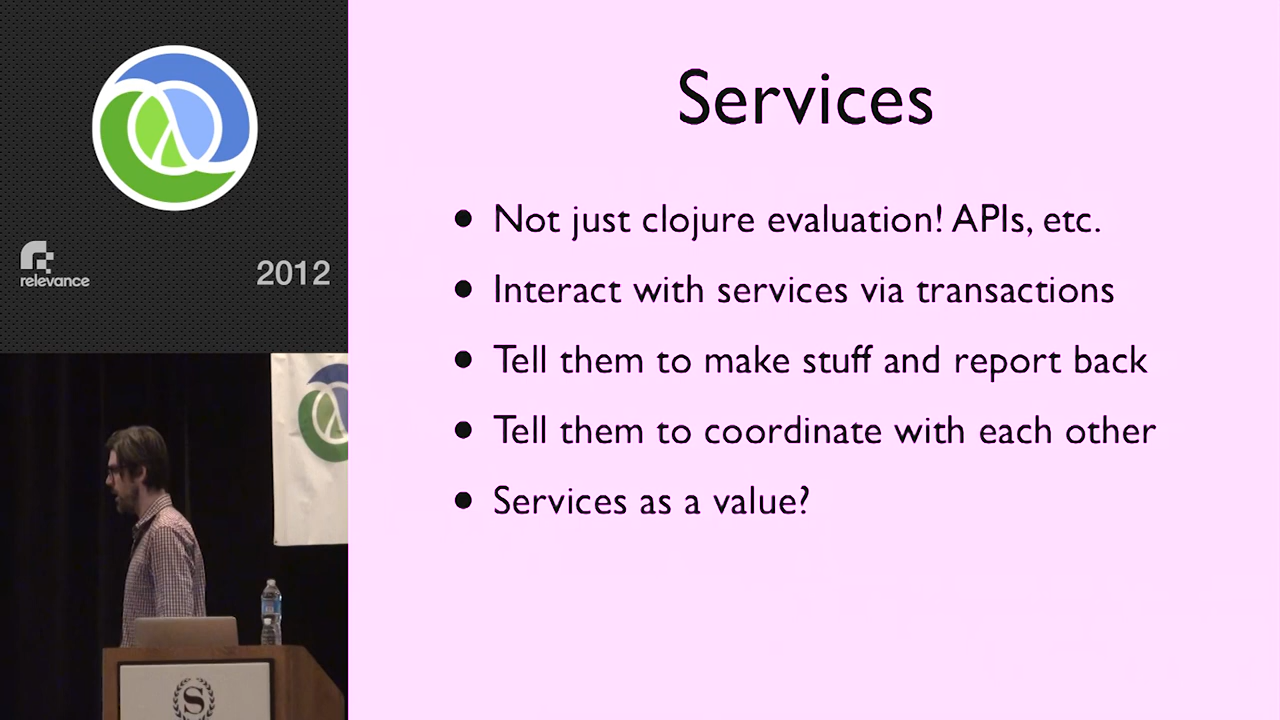 relevance
2012
Services
• Not just clojure evaluation! APIs, etc.
• Interact with services via transactions
• Tell them to make stuff and report back
• Tell them to coordinate with each other
• Services as a value?
S